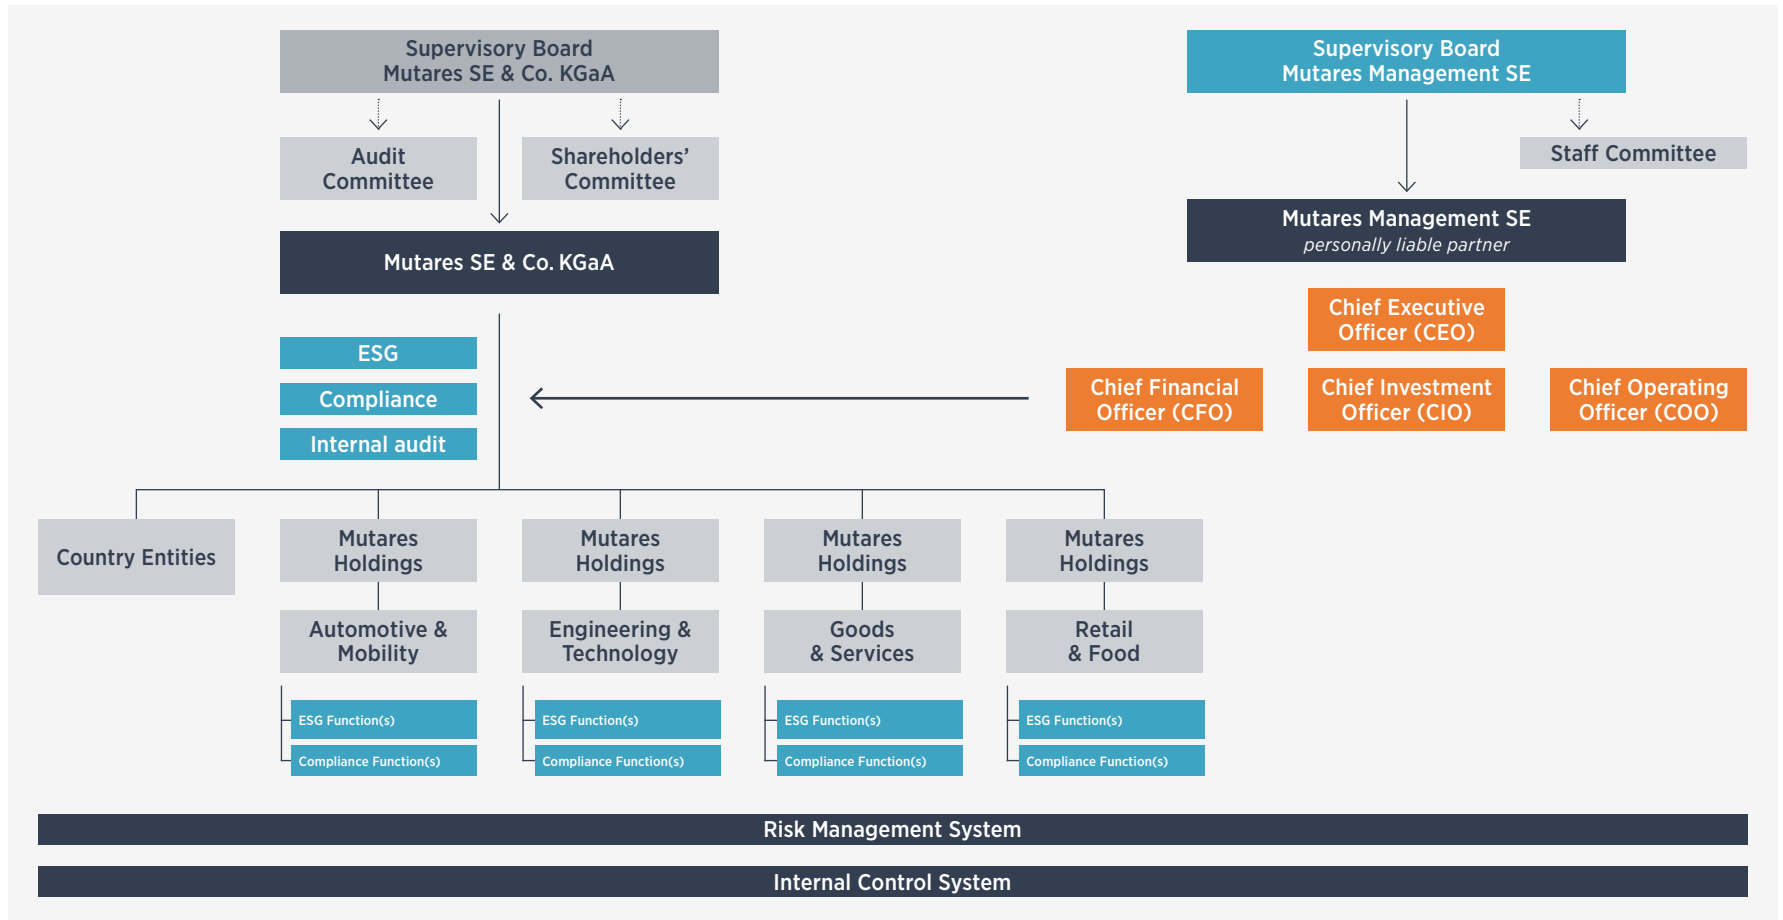 Supervisory Board
Mutares SE & Co. KGaA
Supervisory Board
Mutares Management SE
Audit
Committee
Shareholders’
Committee
Staff Committee
Mutares SE & Co. KGaA
Mutares Management SE
personally liable partner
Chief Executive
Officer (CEO)
Chief Financial
Officer (CFO)
Chief Investment
Officer (CIO)
Chief Operating
Officer (COO)
ESG
Compliance
Internal audit
Country Entities
Mutares
Holdings
Mutares
Holdings
Mutares
Holdings
Mutares
Holdings
Automotive &
Mobility
Engineering &
Technology
Goods
& Services
Retail
& Food
ESG Function(s)
ESG Function(s)
ESG Function(s)
ESG Function(s)
Compliance Function(s)
Compliance Function(s)
Compliance Function(s)
Compliance Function(s)
Risk Management System
Internal Control System